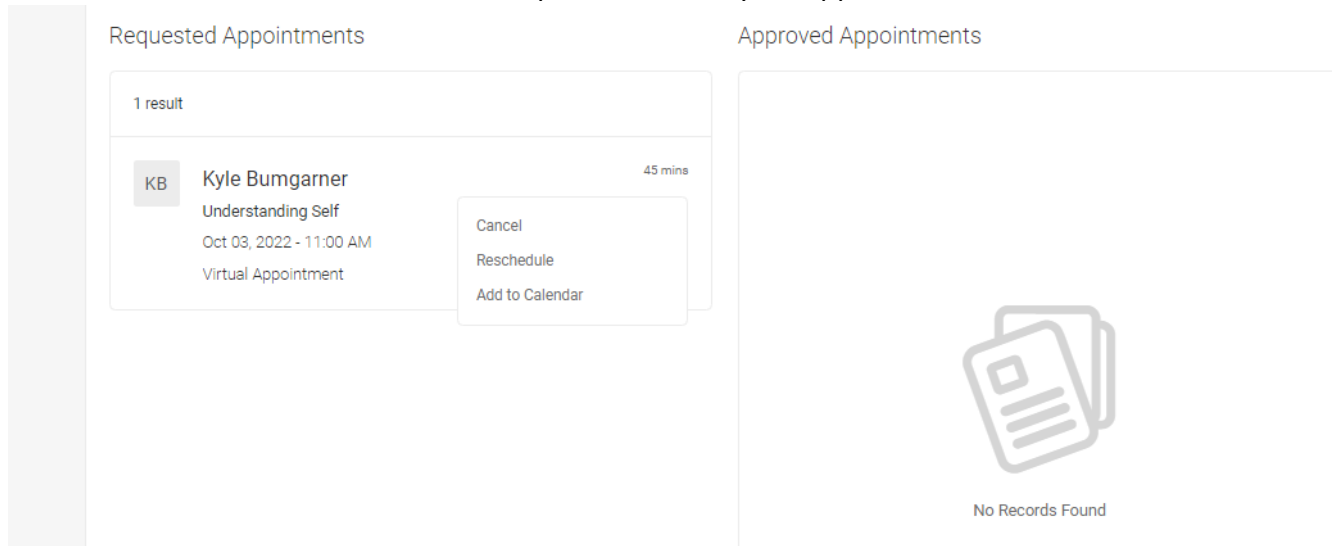 Requested Appointments
Approved Appointments
1 result
KB
Kyle Bumgarner
45 mins
Understanding Self
Oct 03, 2022 - 11:00 AM
Virtual Appointment
Cancel
Reschedule
Add to Calendar
No Records Found